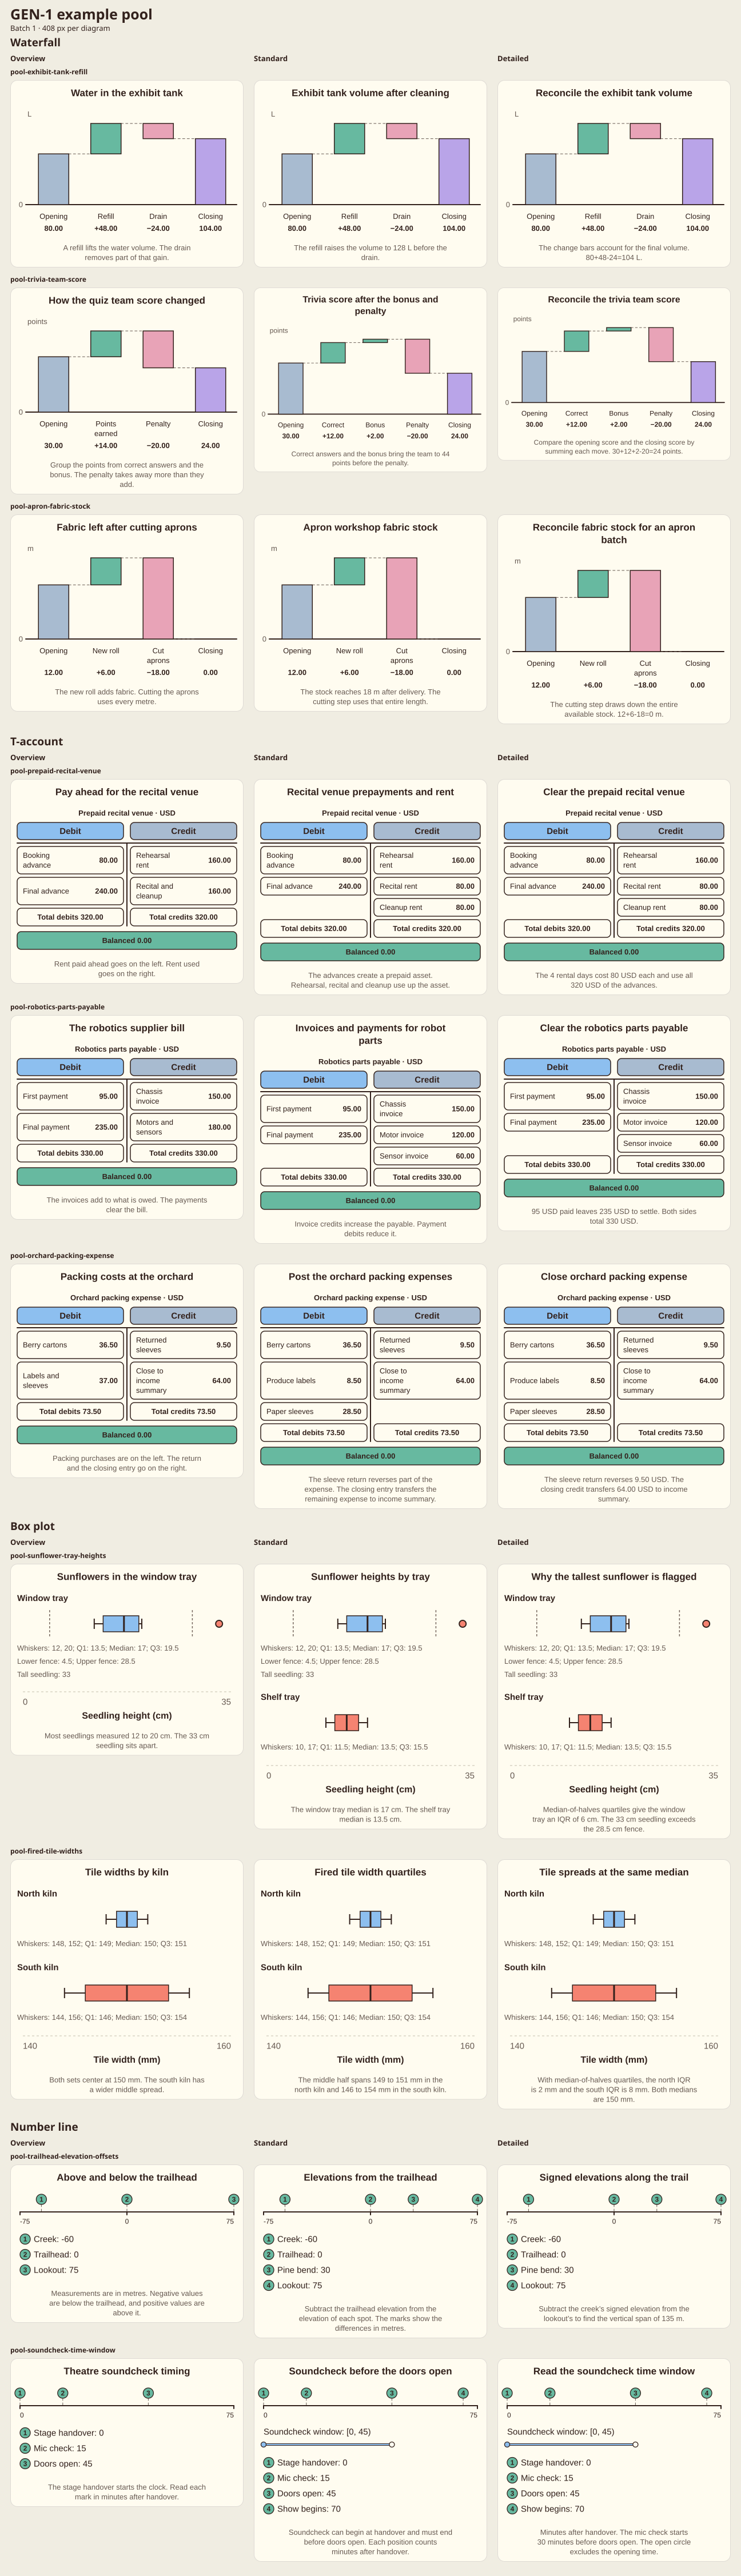 GEN-1 example pool
Batch 1 · 408 px per diagram
Waterfall
Overview
Standard
Detailed
pool-exhibit-tank-refill
Water in the exhibit tank
L
0
Opening
Refill
Drain
Closing
80.00
+48.00
−24.00
104.00
A refill lifts the water volume. The drain
removes part of that gain.
Exhibit tank volume after cleaning
L
0
Opening
Refill
Drain
Closing
80.00
+48.00
−24.00
104.00
The refill raises the volume to 128 L before the
drain.
Reconcile the exhibit tank volume
L
0
Opening
Refill
Drain
Closing
80.00
+48.00
−24.00
104.00
The change bars account for the final volume.
80+48-24=104 L.
pool-trivia-team-score
How the quiz team score changed
points
0
Opening
Points
earned
Penalty
Closing
30.00
+14.00
−20.00
24.00
Group the points from correct answers and the
bonus. The penalty takes away more than they
add.
Trivia score after the bonus and
penalty
points
0
Opening
Correct
Bonus
Penalty
Closing
30.00
+12.00
+2.00
−20.00
24.00
Correct answers and the bonus bring the team to 44
points before the penalty.
Reconcile the trivia team score
points
0
Opening
Correct
Bonus
Penalty
Closing
30.00
+12.00
+2.00
−20.00
24.00
Compare the opening score and the closing score by
summing each move. 30+12+2-20=24 points.
pool-apron-fabric-stock
Fabric left after cutting aprons
m
0
Opening
New roll
Cut
aprons
Closing
12.00
+6.00
−18.00
0.00
The new roll adds fabric. Cutting the aprons
uses every metre.
Apron workshop fabric stock
m
0
Opening
New roll
Cut
aprons
Closing
12.00
+6.00
−18.00
0.00
The stock reaches 18 m after delivery. The
cutting step uses that entire length.
Reconcile fabric stock for an apron
batch
m
0
Opening
New roll
Cut
aprons
Closing
12.00
+6.00
−18.00
0.00
The cutting step draws down the entire
available stock. 12+6-18=0 m.
T-account
Overview
Standard
Detailed
pool-prepaid-recital-venue
Pay ahead for the recital venue
Prepaid recital venue · USD
Debit
Credit
Booking
advance
80.00
Rehearsal
rent
160.00
Final advance
240.00
Recital and
cleanup
160.00
Total debits 320.00
Total credits 320.00
Balanced 0.00
Rent paid ahead goes on the left. Rent used
goes on the right.
Recital venue prepayments and rent
Prepaid recital venue · USD
Debit
Credit
Booking
advance
80.00
Rehearsal
rent
160.00
Final advance
240.00
Recital rent
80.00
Cleanup rent
80.00
Total debits 320.00
Total credits 320.00
Balanced 0.00
The advances create a prepaid asset.
Rehearsal, recital and cleanup use up the asset.
Clear the prepaid recital venue
Prepaid recital venue · USD
Debit
Credit
Booking
advance
80.00
Rehearsal
rent
160.00
Final advance
240.00
Recital rent
80.00
Cleanup rent
80.00
Total debits 320.00
Total credits 320.00
Balanced 0.00
The 4 rental days cost 80 USD each and use all
320 USD of the advances.
pool-robotics-parts-payable
The robotics supplier bill
Robotics parts payable · USD
Debit
Credit
First payment
95.00
Chassis
invoice
150.00
Final payment
235.00
Motors and
sensors
180.00
Total debits 330.00
Total credits 330.00
Balanced 0.00
The invoices add to what is owed. The payments
clear the bill.
Invoices and payments for robot
parts
Robotics parts payable · USD
Debit
Credit
First payment
95.00
Chassis
invoice
150.00
Final payment
235.00
Motor invoice
120.00
Sensor invoice
60.00
Total debits 330.00
Total credits 330.00
Balanced 0.00
Invoice credits increase the payable. Payment
debits reduce it.
Clear the robotics parts payable
Robotics parts payable · USD
Debit
Credit
First payment
95.00
Chassis
invoice
150.00
Final payment
235.00
Motor invoice
120.00
Sensor invoice
60.00
Total debits 330.00
Total credits 330.00
Balanced 0.00
95 USD paid leaves 235 USD to settle. Both sides
total 330 USD.
pool-orchard-packing-expense
Packing costs at the orchard
Orchard packing expense · USD
Debit
Credit
Berry cartons
36.50
Returned
sleeves
9.50
Labels and
sleeves
37.00
Close to
income
summary
64.00
Total debits 73.50
Total credits 73.50
Balanced 0.00
Packing purchases are on the left. The return
and the closing entry go on the right.
Post the orchard packing expenses
Orchard packing expense · USD
Debit
Credit
Berry cartons
36.50
Returned
sleeves
9.50
Produce labels
8.50
Close to
income
summary
64.00
Paper sleeves
28.50
Total debits 73.50
Total credits 73.50
Balanced 0.00
The sleeve return reverses part of the
expense. The closing entry transfers the
remaining expense to income summary.
Close orchard packing expense
Orchard packing expense · USD
Debit
Credit
Berry cartons
36.50
Returned
sleeves
9.50
Produce labels
8.50
Close to
income
summary
64.00
Paper sleeves
28.50
Total debits 73.50
Total credits 73.50
Balanced 0.00
The sleeve return reverses 9.50 USD. The
closing credit transfers 64.00 USD to income
summary.
Box plot
Overview
Standard
Detailed
pool-sunflower-tray-heights
Sunflowers in the window tray
Window tray
Whiskers: 12, 20; Q1: 13.5; Median: 17; Q3: 19.5
Lower fence: 4.5; Upper fence: 28.5
Tall seedling: 33
0
35
Seedling height (cm)
Most seedlings measured 12 to 20 cm. The 33 cm
seedling sits apart.
Sunflower heights by tray
Window tray
Whiskers: 12, 20; Q1: 13.5; Median: 17; Q3: 19.5
Lower fence: 4.5; Upper fence: 28.5
Tall seedling: 33
Shelf tray
Whiskers: 10, 17; Q1: 11.5; Median: 13.5; Q3: 15.5
0
35
Seedling height (cm)
The window tray median is 17 cm. The shelf tray
median is 13.5 cm.
Why the tallest sunflower is flagged
Window tray
Whiskers: 12, 20; Q1: 13.5; Median: 17; Q3: 19.5
Lower fence: 4.5; Upper fence: 28.5
Tall seedling: 33
Shelf tray
Whiskers: 10, 17; Q1: 11.5; Median: 13.5; Q3: 15.5
0
35
Seedling height (cm)
Median-of-halves quartiles give the window
tray an IQR of 6 cm. The 33 cm seedling exceeds
the 28.5 cm fence.
pool-fired-tile-widths
Tile widths by kiln
North kiln
Whiskers: 148, 152; Q1: 149; Median: 150; Q3: 151
South kiln
Whiskers: 144, 156; Q1: 146; Median: 150; Q3: 154
140
160
Tile width (mm)
Both sets center at 150 mm. The south kiln has
a wider middle spread.
Fired tile width quartiles
North kiln
Whiskers: 148, 152; Q1: 149; Median: 150; Q3: 151
South kiln
Whiskers: 144, 156; Q1: 146; Median: 150; Q3: 154
140
160
Tile width (mm)
The middle half spans 149 to 151 mm in the
north kiln and 146 to 154 mm in the south kiln.
Tile spreads at the same median
North kiln
Whiskers: 148, 152; Q1: 149; Median: 150; Q3: 151
South kiln
Whiskers: 144, 156; Q1: 146; Median: 150; Q3: 154
140
160
Tile width (mm)
With median-of-halves quartiles, the north IQR
is 2 mm and the south IQR is 8 mm. Both medians
are 150 mm.
Number line
Overview
Standard
Detailed
pool-trailhead-elevation-offsets
Above and below the trailhead
1
2
3
-75
0
75
1 Creek: -60
2 Trailhead: 0
3 Lookout: 75
Measurements are in metres. Negative values
are below the trailhead, and positive values are
above it.
Elevations from the trailhead
1
2
3
4
-75
0
75
1 Creek: -60
2 Trailhead: 0
3 Pine bend: 30
4 Lookout: 75
Subtract the trailhead elevation from the
elevation of each spot. The marks show the
differences in metres.
Signed elevations along the trail
1
2
3
4
-75
0
75
1 Creek: -60
2 Trailhead: 0
3 Pine bend: 30
4 Lookout: 75
Subtract the creek's signed elevation from the
lookout's to find the vertical span of 135 m.
pool-soundcheck-time-window
Theatre soundcheck timing
1
2
3
0
75
1 Stage handover: 0
2 Mic check: 15
3 Doors open: 45
The stage handover starts the clock. Read each
mark in minutes after handover.
Soundcheck before the doors open
1
2
3
4
0
75
Soundcheck window: [0, 45)
1 Stage handover: 0
2 Mic check: 15
3 Doors open: 45
4 Show begins: 70
Soundcheck can begin at handover and must end
before doors open. Each position counts
minutes after handover.
Read the soundcheck time window
1
2
3
4
0
75
Soundcheck window: [0, 45)
1 Stage handover: 0
2 Mic check: 15
3 Doors open: 45
4 Show begins: 70
Minutes after handover. The mic check starts
30 minutes before doors open. The open circle
excludes the opening time.